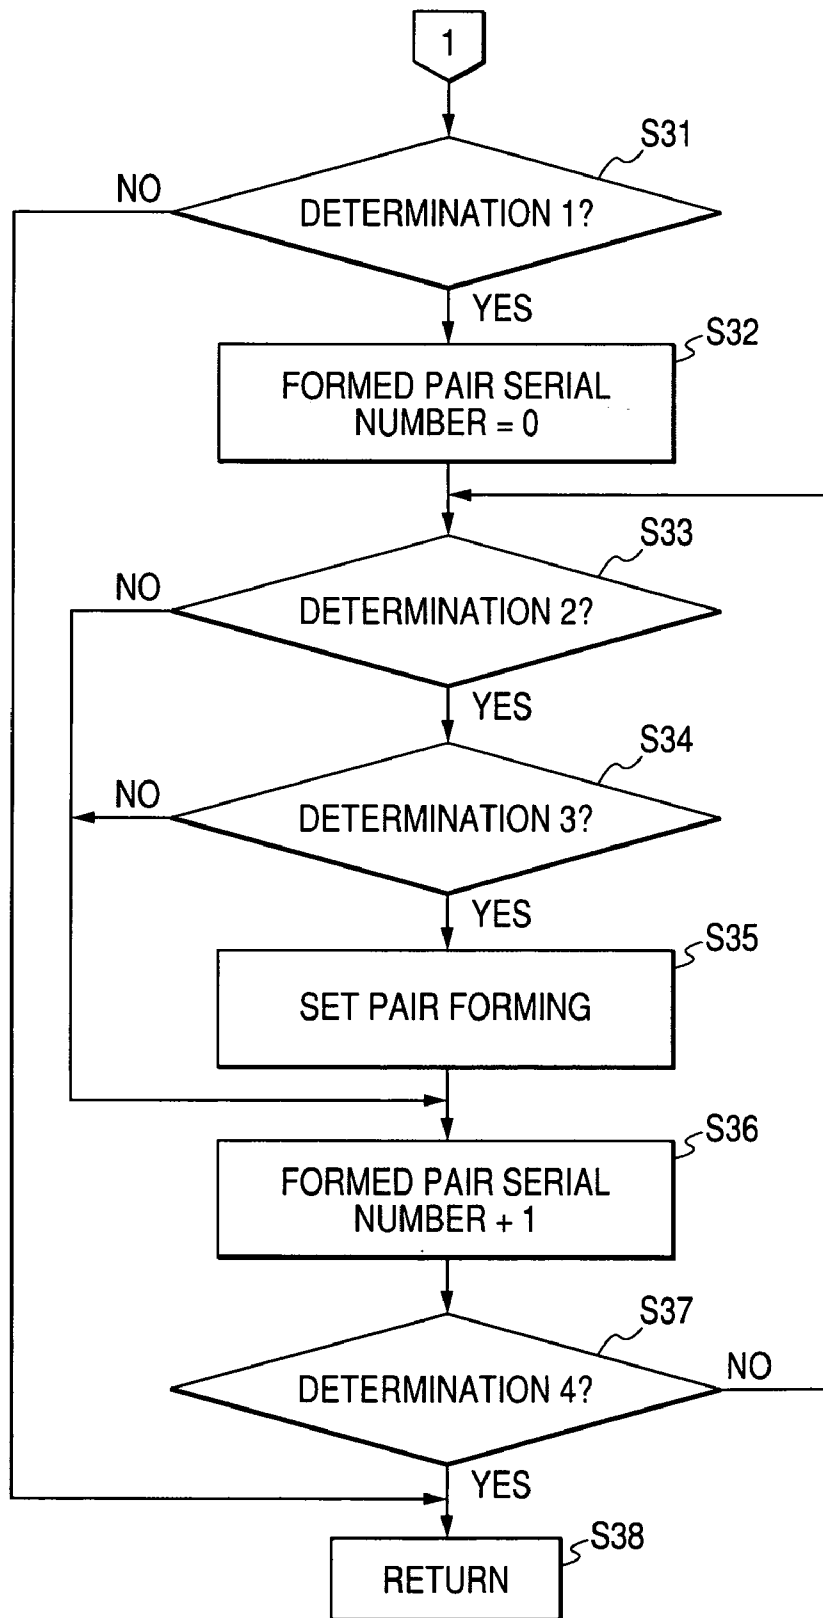 1
S31
NO
DETERMINATION 1?
YES
S32
FORMED PAIR SERIAL
NUMBER = 0
S33
NO
DETERMINATION 2?
YES
S34
NO
DETERMINATION 3?
YES
S35
SET PAIR FORMING
S36
FORMED PAIR SERIAL
NUMBER + 1
S37
NO
DETERMINATION 4?
YES
S38
RETURN